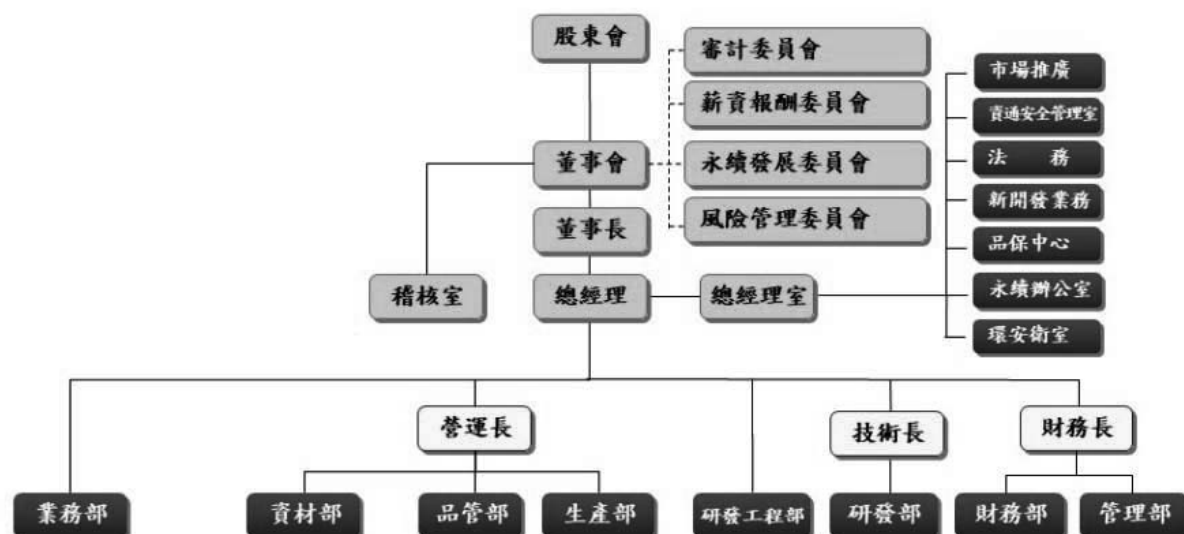 股東會
審計委員會
市場推廣
薪資報酬委員會
資通安全管理室
董事會
永續發展委員會
法　務
新開發業務
董事長
風險管理委員會
品保中心
稽核室
總經理
總經理室
永續辦公室
環安衛室
營運長
技術長
財務長
業務部
資材部
品管部
生產部
研發工程部
研發部
財務部
管理部